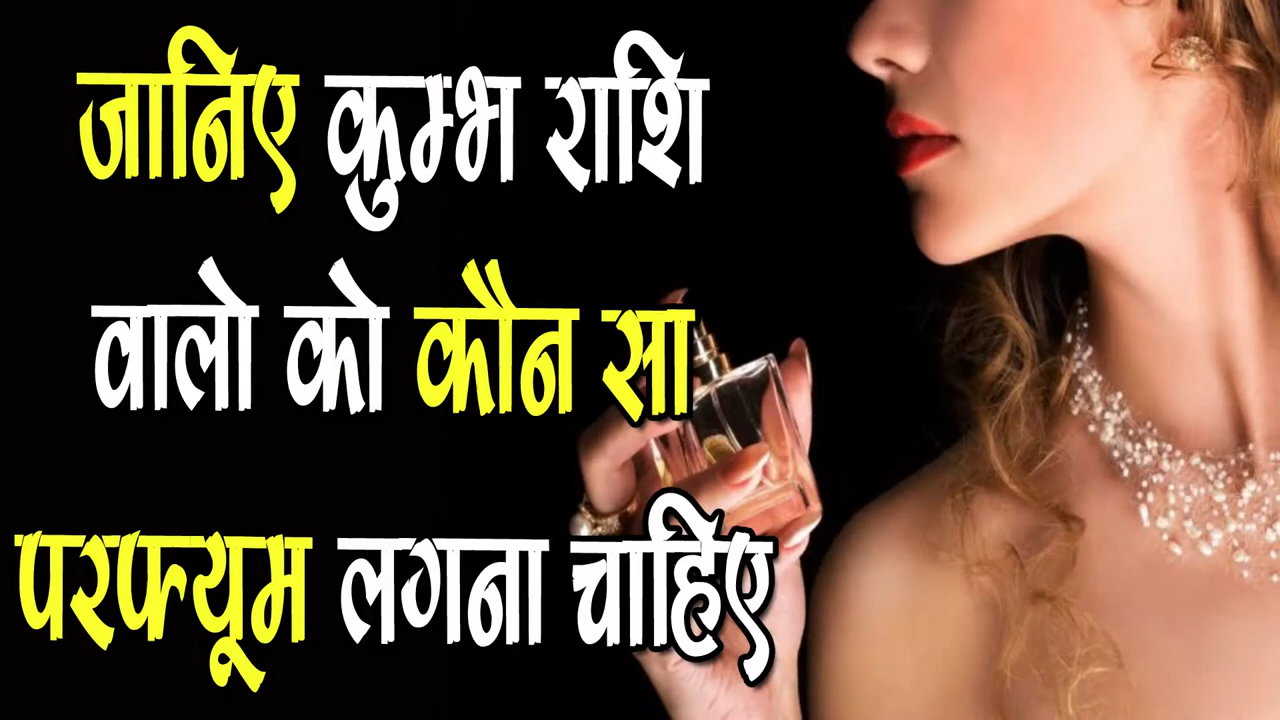 जानिए कुम्भ राशि
वालो को कौन सा
परफ्यूम लगना चाहिए